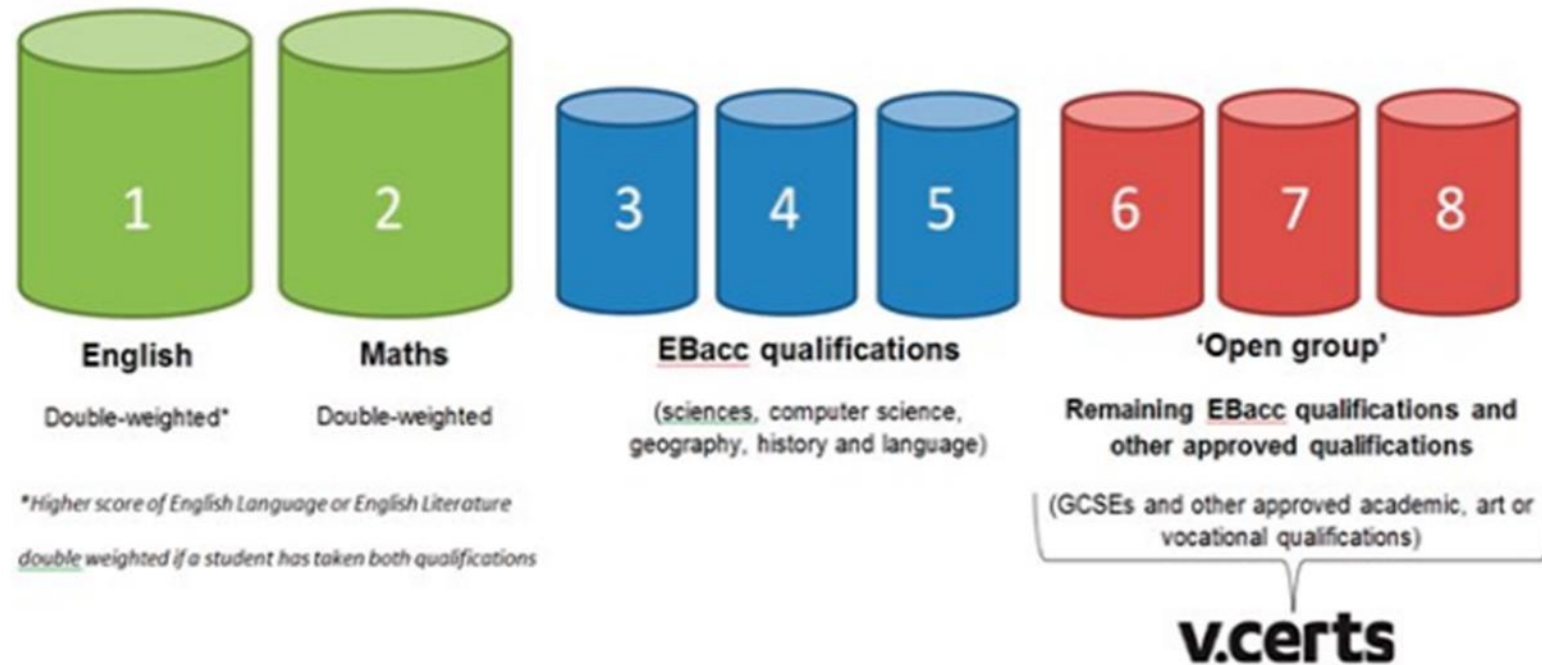 1
2
3
4
5
6
7
8
English
Double-weighted*
Maths
Double-weighted
*Higher score of English Language or English Literature
double weighted if a student has taken both qualifications
EBacc qualifications
(sciences, computer science,
geography, history and language)
‘Open group’
Remaining EBacc qualifications and
other approved qualifications
(GCSEs and other approved academic, art or
vocational qualifications)
v.certs